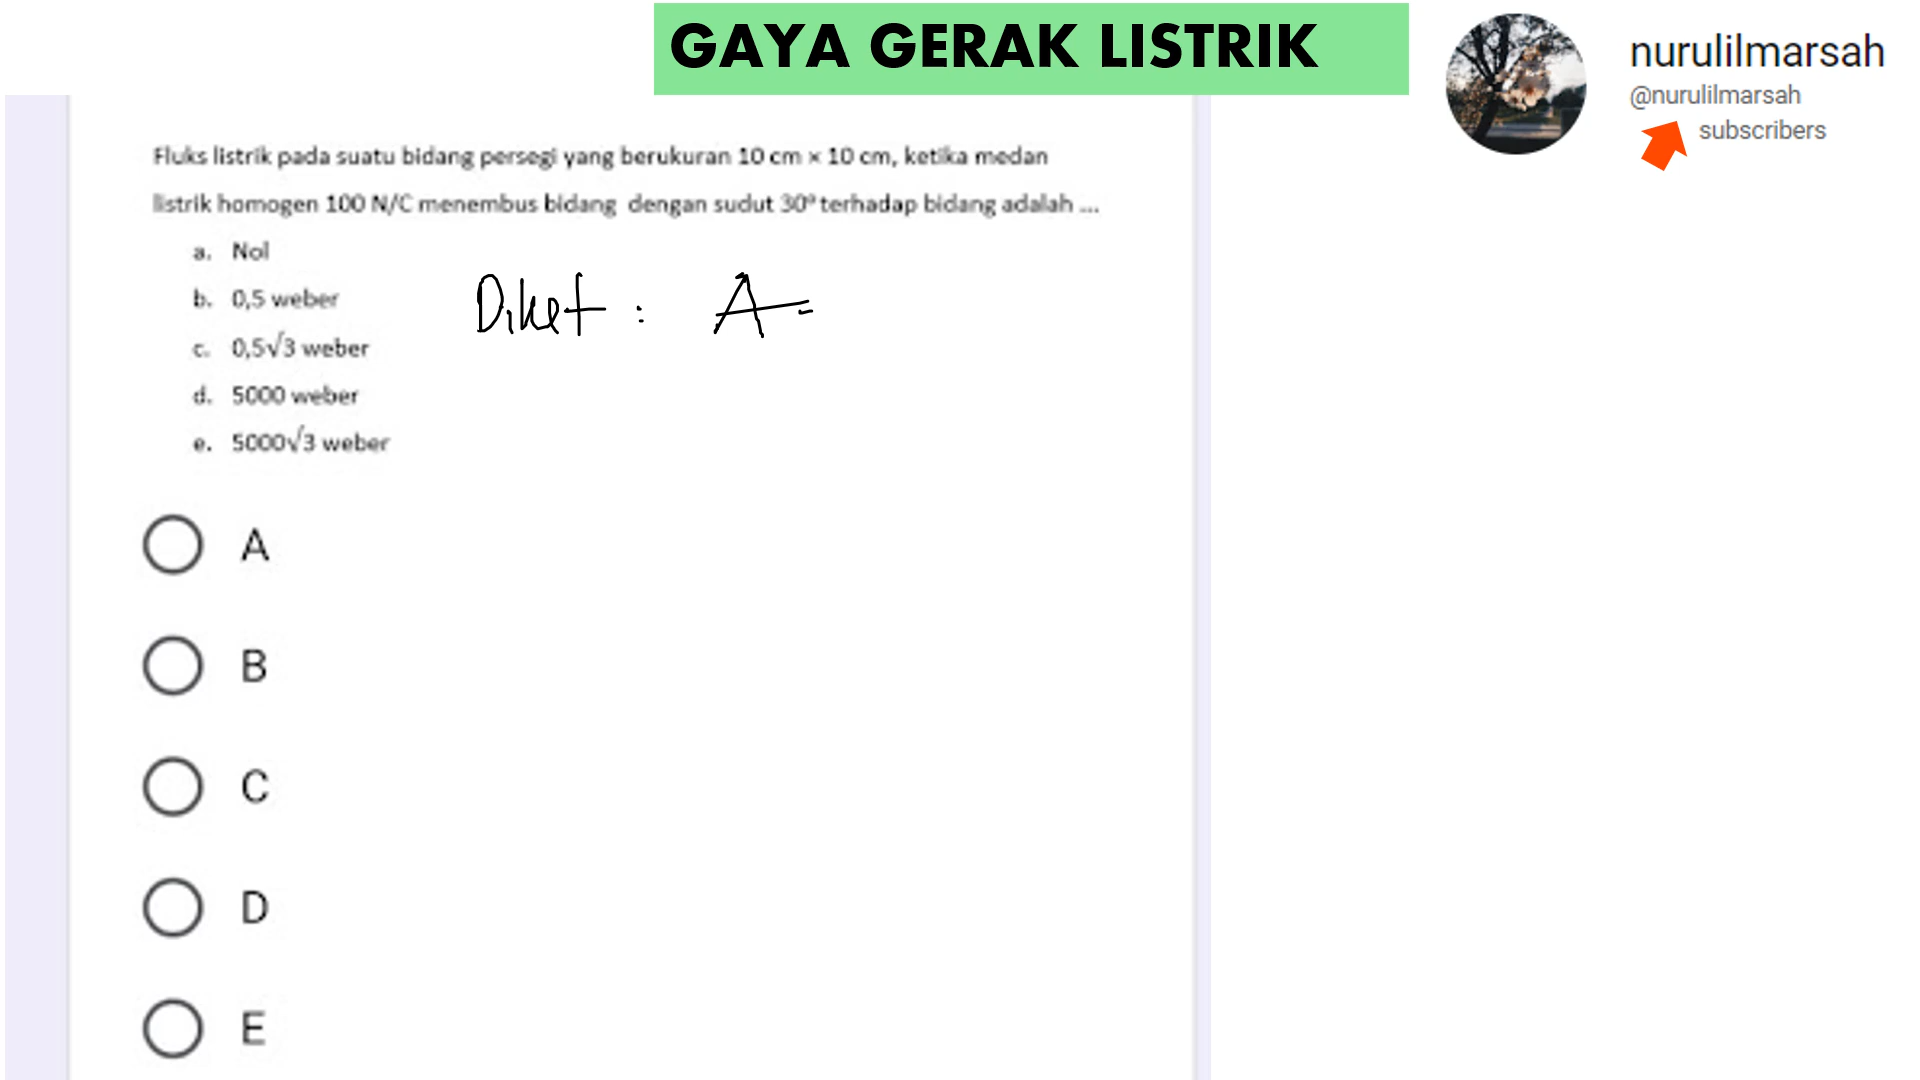 GAYA GERAK LISTRIK
nurulilmarsah
@nurulilmarsah
subscribers
Fluks listrik pada suatu bidang persegi yang berukuran 10 cm × 10 cm, ketika medan
listrik homogen 100 N/C menembus bidang dengan sudut 30⁰ terhadap bidang adalah ...
a. Nol
b. 0,5 weber
c. 0,5√3 weber
d. 5000 weber
e. 5000√3 weber
Diket : A=
A
B
C
D
E